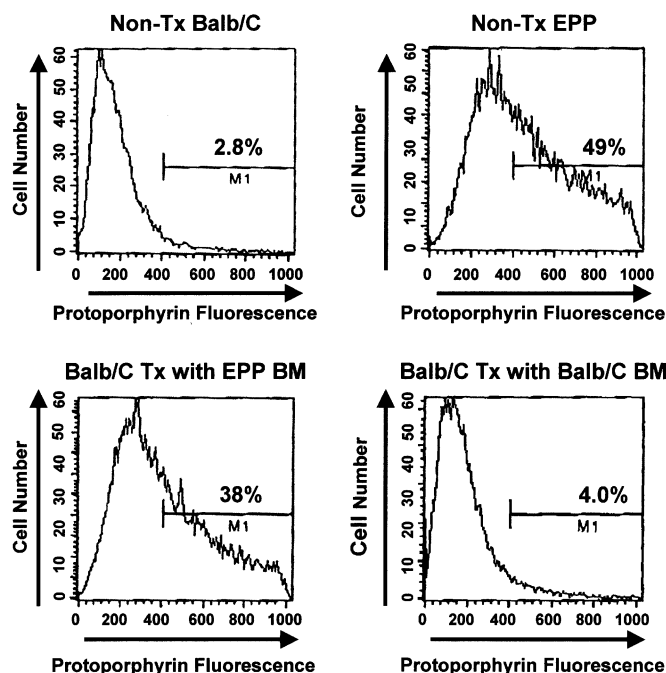 Non-Tx Balb/C
Cell Number
60
50
40
30
20
10
0
2.8%
M1
0 200 400 600 800 1000
Protoporphyrin Fluorescence
Non-Tx EPP
Cell Number
60
50
40
30
20
10
0
49%
M1
0 200 400 600 800 1000
Protoporphyrin Fluorescence
Balb/C Tx with EPP BM
Cell Number
60
50
40
30
20
10
0
38%
M1
0 200 400 600 800 1000
Protoporphyrin Fluorescence
Balb/C Tx with Balb/C BM
Cell Number
60
50
40
30
20
10
0
4.0%
M1
0 200 400 600 800 1000
Protoporphyrin Fluorescence